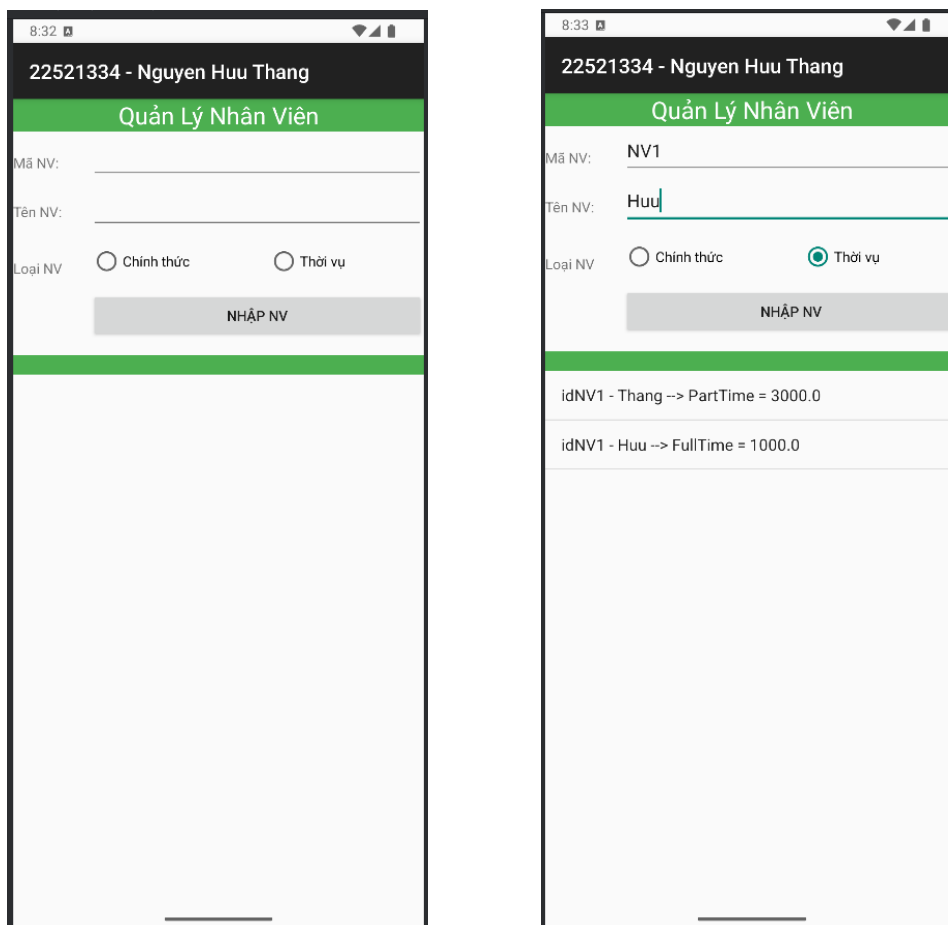 8:32
22521334 - Nguyen Huu Thang
Quản Lý Nhân Viên
Mã NV:
Tên NV:
Loại NV
Chính thức
Thời vụ
NHẬP NV
8:33
22521334 - Nguyen Huu Thang
Quản Lý Nhân Viên
Mã NV:
NV1
Tên NV:
Huu
Loại NV
Chính thức
Thời vụ
NHẬP NV
idNV1 - Thang --> PartTime = 3000.0
idNV1 - Huu --> FullTime = 1000.0